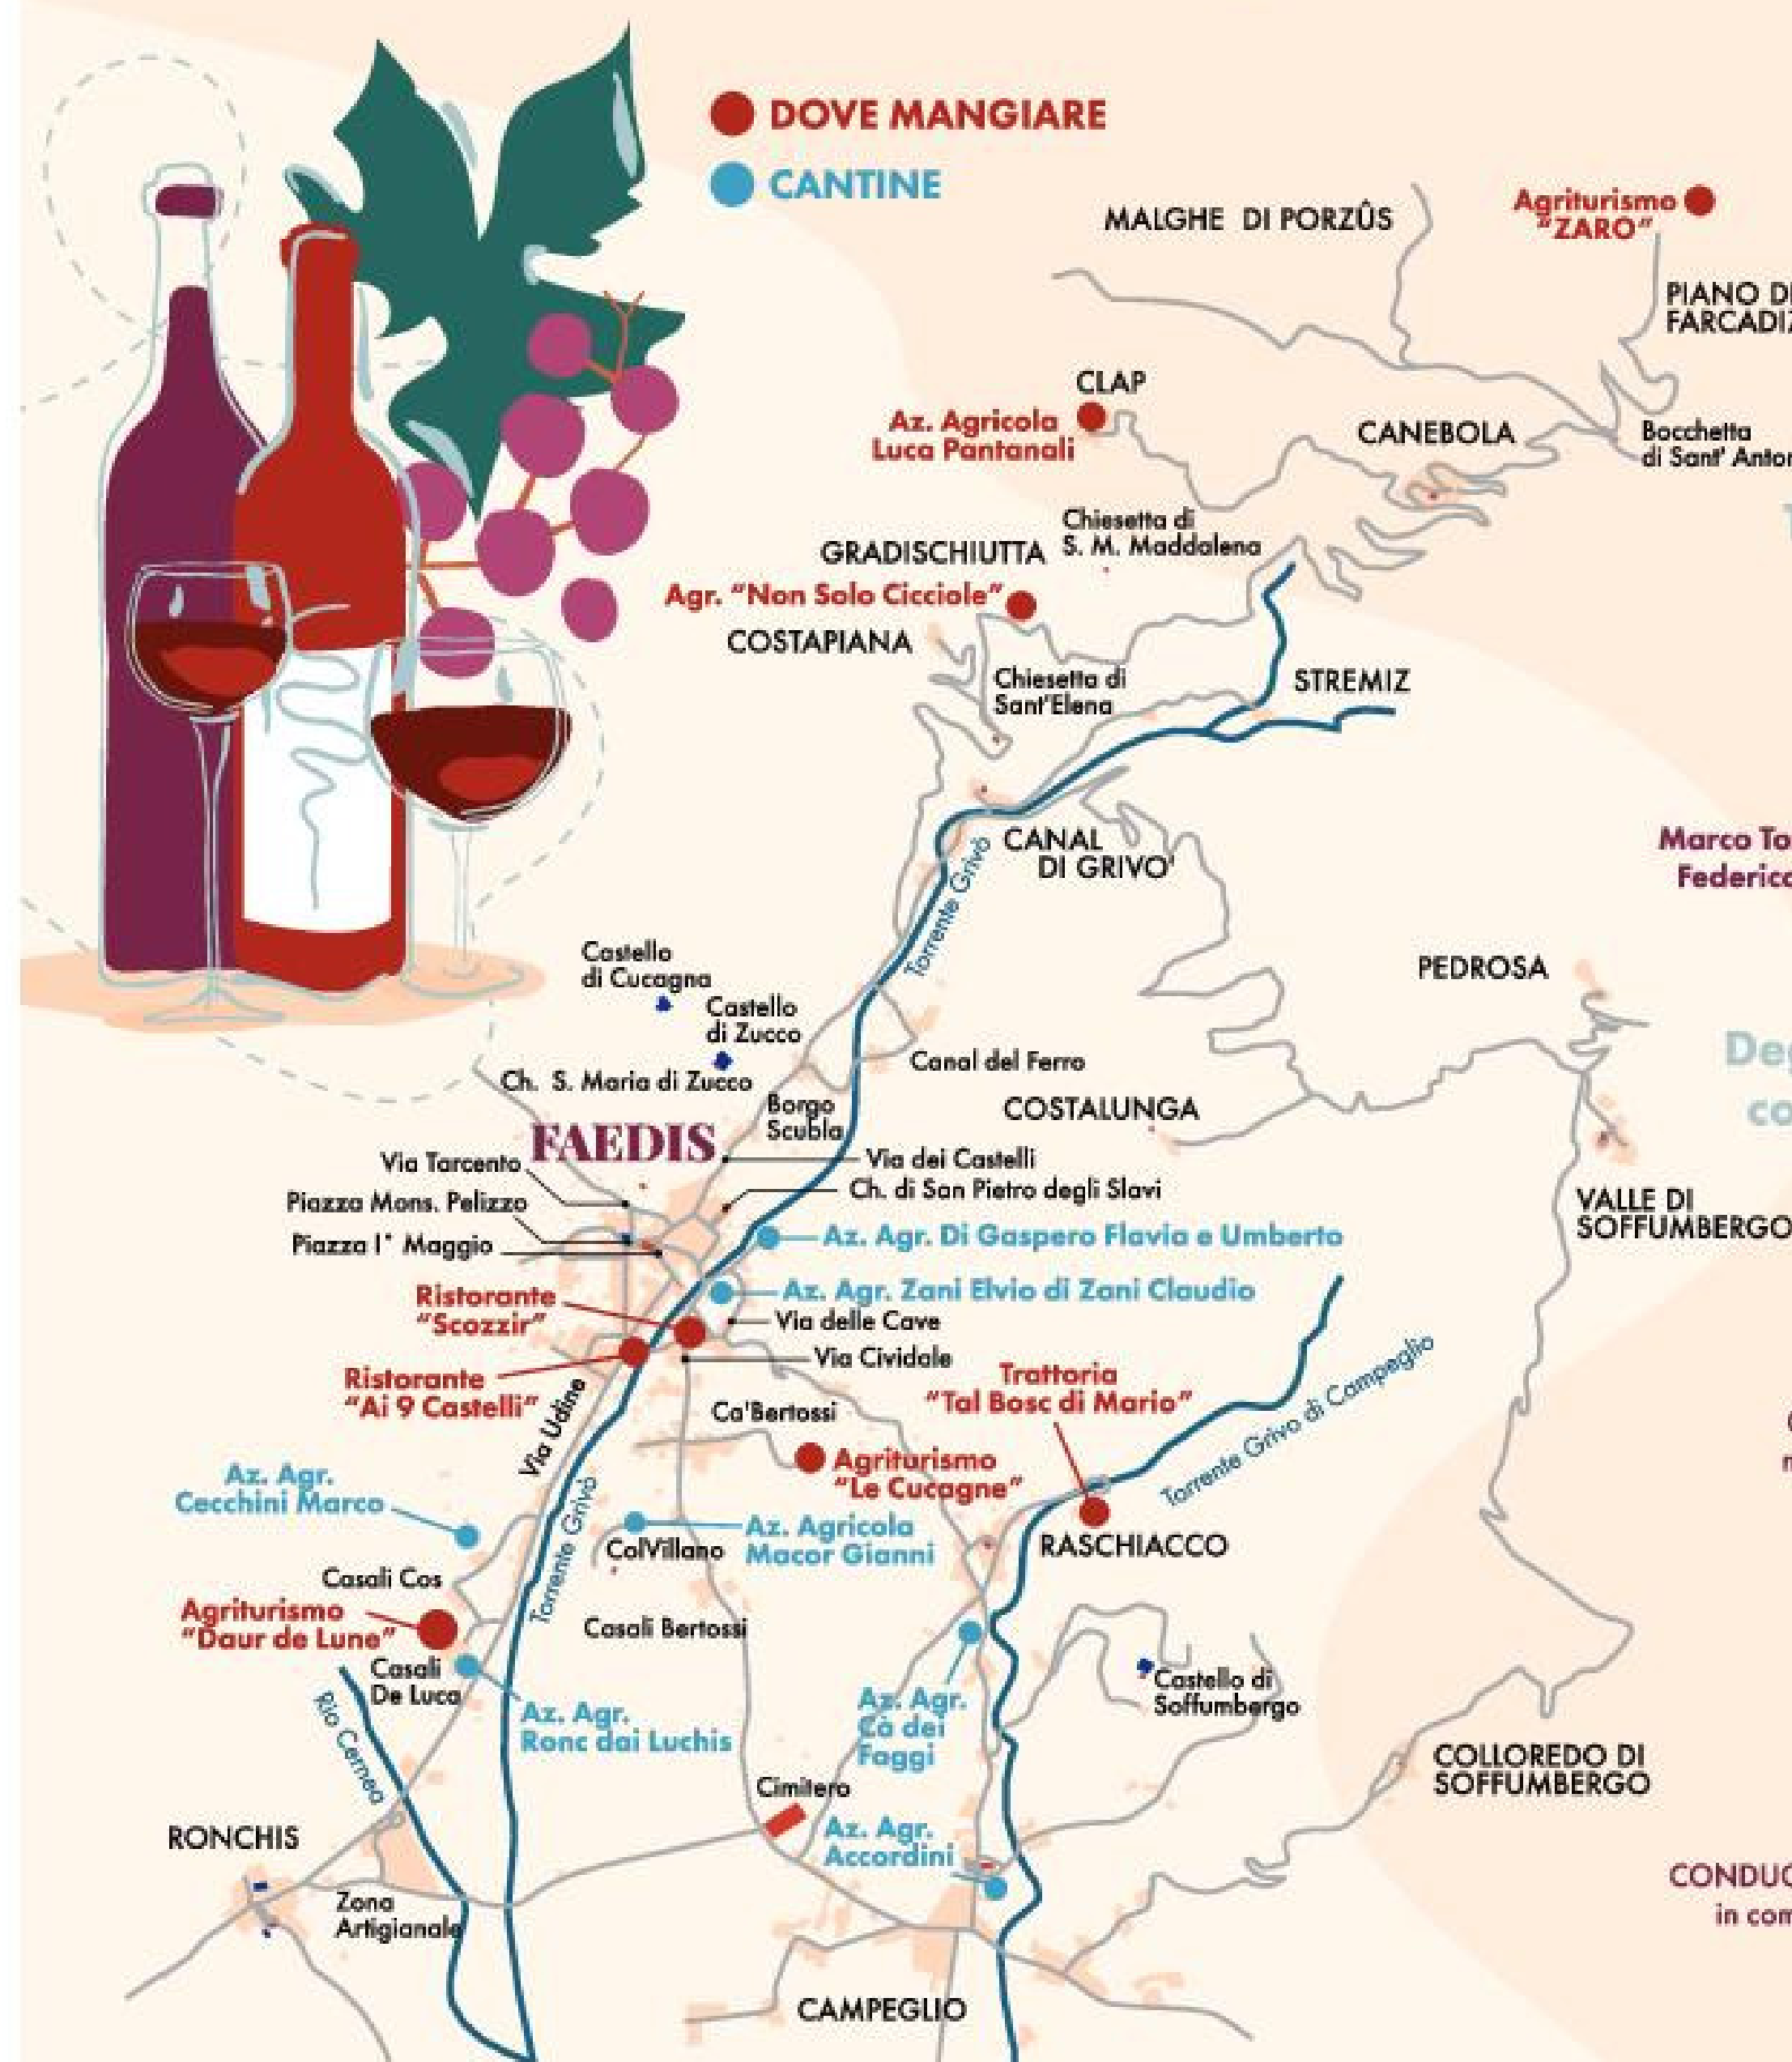 DOVE MANGIARE
CANTINE
MALGHE DI PORZÛS
Agriturismo
"ZARO"
PIANO DI
CLAP
Az. Agricola
Luca Pantanali
CANEBOLA
Bocchetta
di Sant'
Chiesetta di
S. M. Maddalena
GRADISCHIUTTA
Agr. "Non Solo Cicciole"
COSTAPIANA
Chiesetta di
Sant'Elena
STREMIZ
CANAL
DI GRIVO'
Torrente Grivò
Marco
Castello
di Cucagna
Castello
di Zucco
Ch. S. Maria di Zucco
PEDROSA
Canal del Ferro
Borgo
Scubla
COSTALUNGA
FAEDIS
Via Tarcento
Via dei Castelli
Piazza Mons. Pelizzo
Ch. di San Pietro degli Slavi
Piazza I° Maggio
VALLE DI
SOFFUMBERGO
Az. Agr. Di Gaspero Flavia e Umberto
Az. Agr. Zani Elvio di Zani Claudio
Ristorante
"Scozzir"
Via delle Cave
Via Cividale
Ristorante
"Ai 9 Castelli"
Via Udine
Trattoria
"Tal Bosc di Mario"
Torrente Grivo di Campeglio
Ca'Bertossi
Agriturismo
"Le Cucagne"
Az. Agr.
Cecchini Marco
Torrente Grivò
ColVillano
Az. Agricola
Macor Gianni
RASCHIACCO
Casali Cos
Agriturismo
"Daur de Lune"
Casali Bertossi
Casali
De Luca
Rio Cerneo
Az. Agr.
Ronc dai Luchis
Az. Agr.
Cà dei
Faggi
Castello di
Soffumbergo
COLLOREDO DI
SOFFUMBERGO
Cimitero
RONCHIS
Az. Agr.
Accordini
Zona
Artigianale
in
CAMPEGLIO